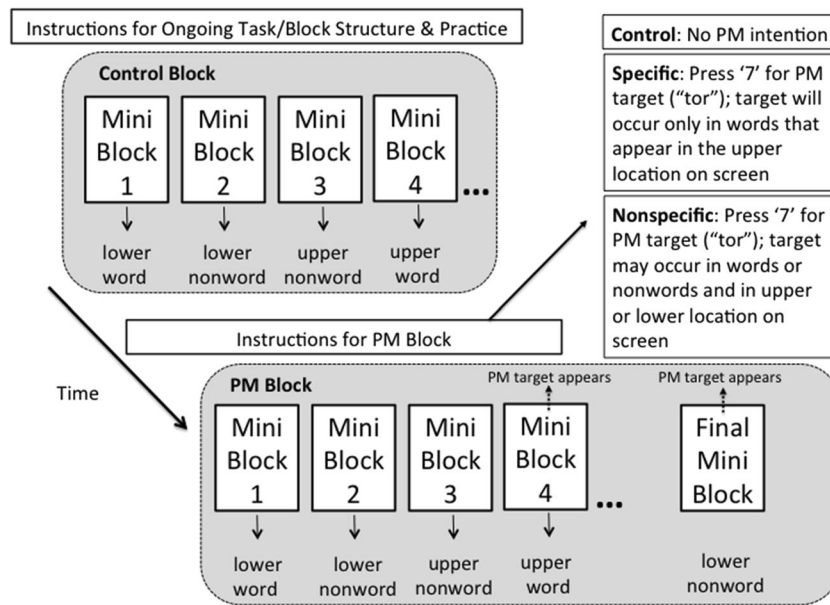 Instructions for Ongoing Task/Block Structure & Practice
Control Block
Mini
Block
1
Mini
Block
2
Mini
Block
3
Mini
Block
4
...
lower
word
lower
nonword
upper
nonword
upper
word
Control: No PM intention
Specific: Press '7' for PM
target ("tor"); target will
occur only in words that
appear in the upper
location on screen
Nonspecific: Press '7' for
PM target ("tor"); target
may occur in words or
nonwords and in upper
or lower location on
screen
Instructions for PM Block
Time
PM Block
PM target appears
PM target appears
Mini
Block
1
Mini
Block
2
Mini
Block
3
Mini
Block
4
...
Final
Mini
Block
lower
word
lower
nonword
upper
nonword
upper
word
lower
nonword